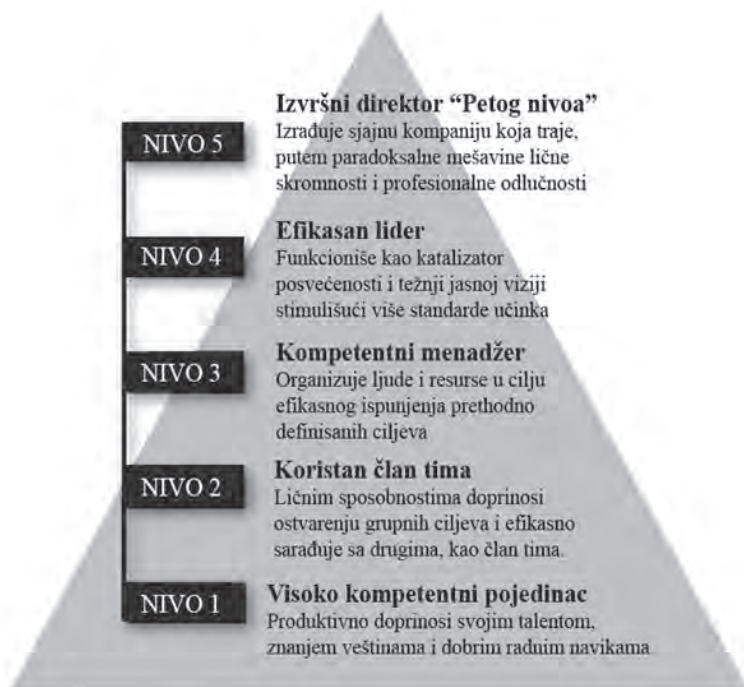 NIVO 5
Izvršni direktor “Petog nivoa”
Izrađuje sjajnu kompaniju koja traje,
putem paradoksalne mešavine lične
skromnosti i profesionalne odlučnosti
NIVO 4
Efikasan lider
Funkcioniše kao katalizator
posvećenosti i težnji jasnoj viziji
stimulišući više standarde učinka
NIVO 3
Kompetentni menadžer
Organizuje ljude i resurse u cilju
efikasnog ispunjenja prethodno
definisanih ciljeva
NIVO 2
Koristan član tima
Ličnim sposobnostima doprinosi
ostvarenju grupnih ciljeva i efikasno
sarađuje sa drugima, kao član tima.
NIVO 1
Visoko kompetentni pojedinac
Produktivno doprinosi svojim talentom,
znanjem veštinama i dobrim radnim navikama